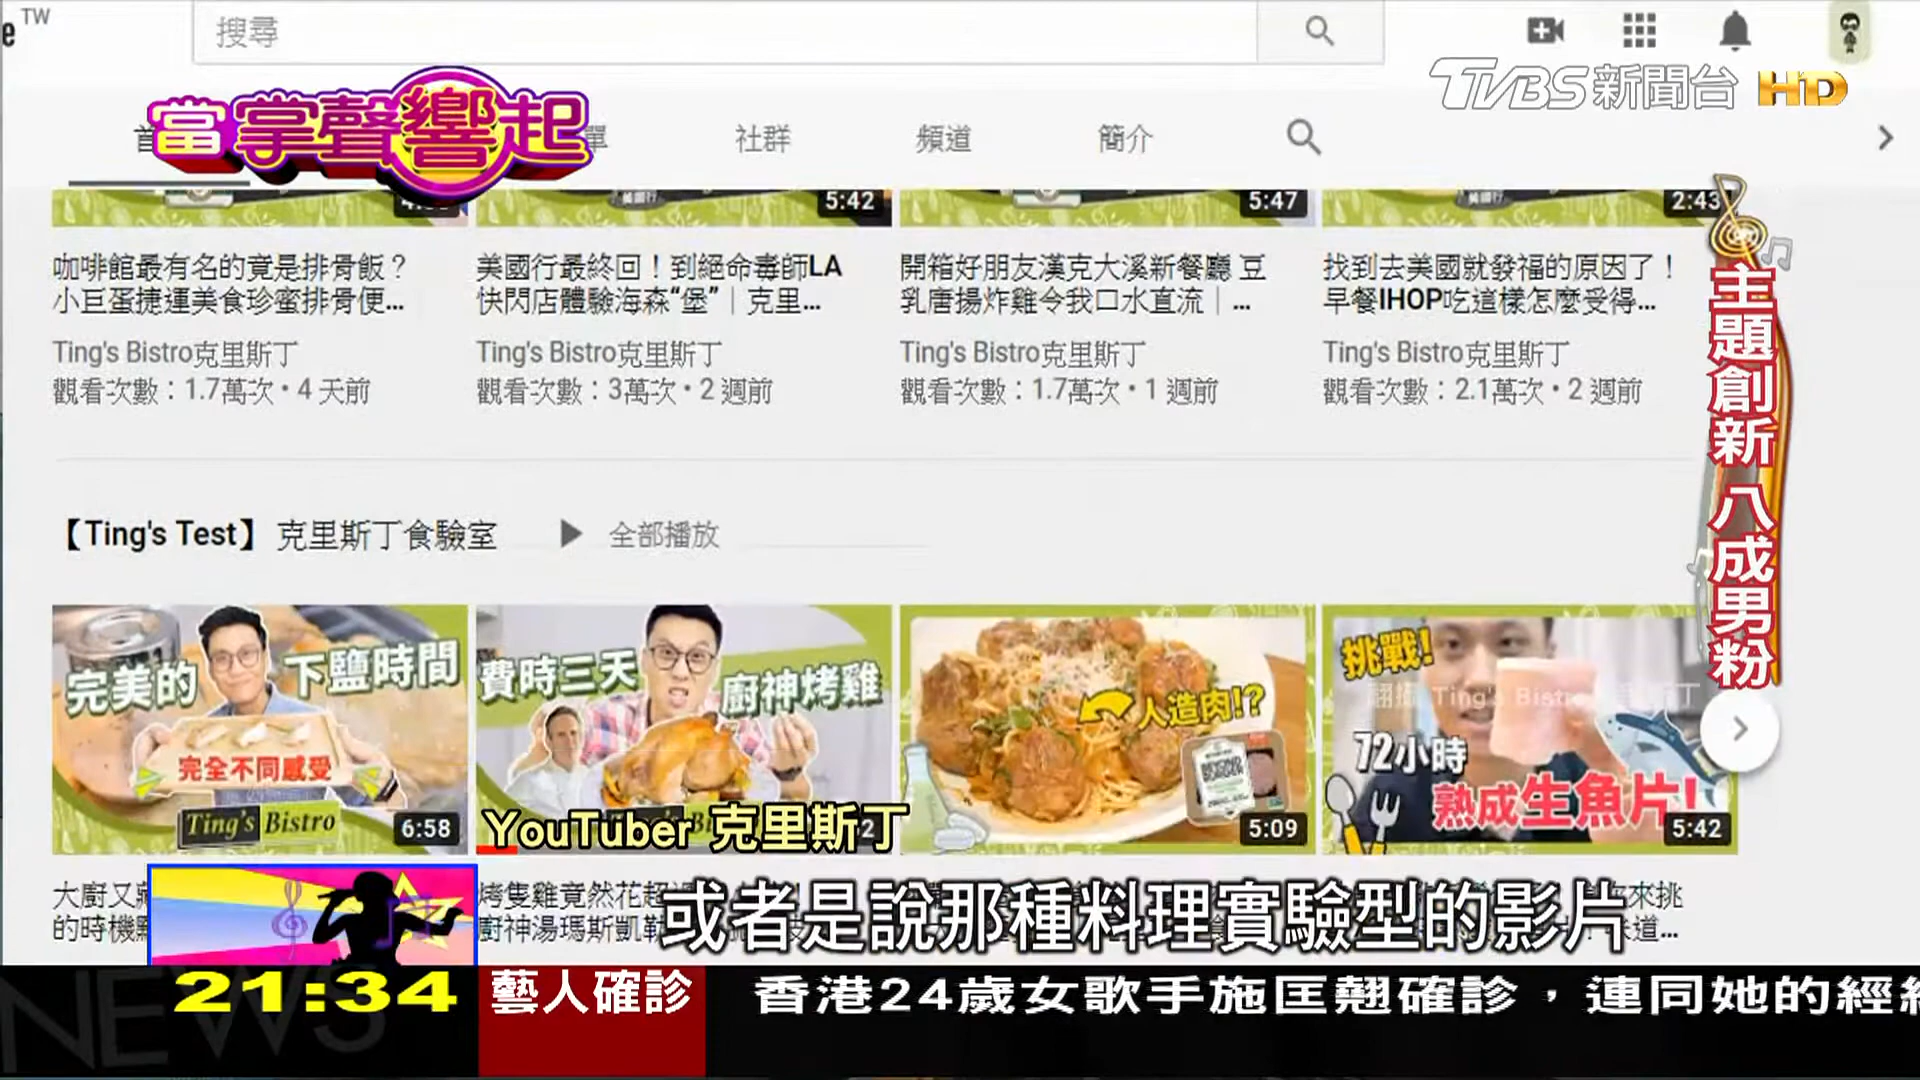 e TW
搜尋
TVBS新聞台 HD
當掌聲響起
首
單
社群
頻道
簡介
5:42
5:47
2:43
咖啡館最有名的竟是排骨飯？
小巨蛋捷運美食珍蜜排骨便...
Ting's Bistro克里斯丁
觀看次數：1.7萬次 • 4 天前
美國行最終回！到絕命毒師LA
快閃店體驗海森“堡”｜克里...
Ting's Bistro克里斯丁
觀看次數：3萬次 • 2 週前
開箱好朋友漢克大溪新餐廳 豆
乳唐揚炸雞令我口水直流｜...
Ting's Bistro克里斯丁
觀看次數：1.7萬次 • 1 週前
找到去美國就發福的原因了！
早餐IHOP吃這樣怎麼受得...
Ting's Bistro克里斯丁
觀看次數：2.1萬次 • 2 週前
主題創新 八成男粉
【Ting's Test】 克里斯丁食驗室
全部播放
完美的 下鹽時間
完全不同感受
Ting's Bistro
6:58
費時三天 廚神烤雞
YouTuber 克里斯丁
人造肉!?
5:09
挑戰!
翻攝 Ting's Bistro
72小時
熟成生魚片!
5:42
大廚又
的時機
烤隻雞竟然花超
廚神湯瑪斯凱勒
來挑
味道...
或者是說那種料理實驗型的影片
NEWS
21:34
藝人確診
香港24歲女歌手施匡翹確診，連同她的經